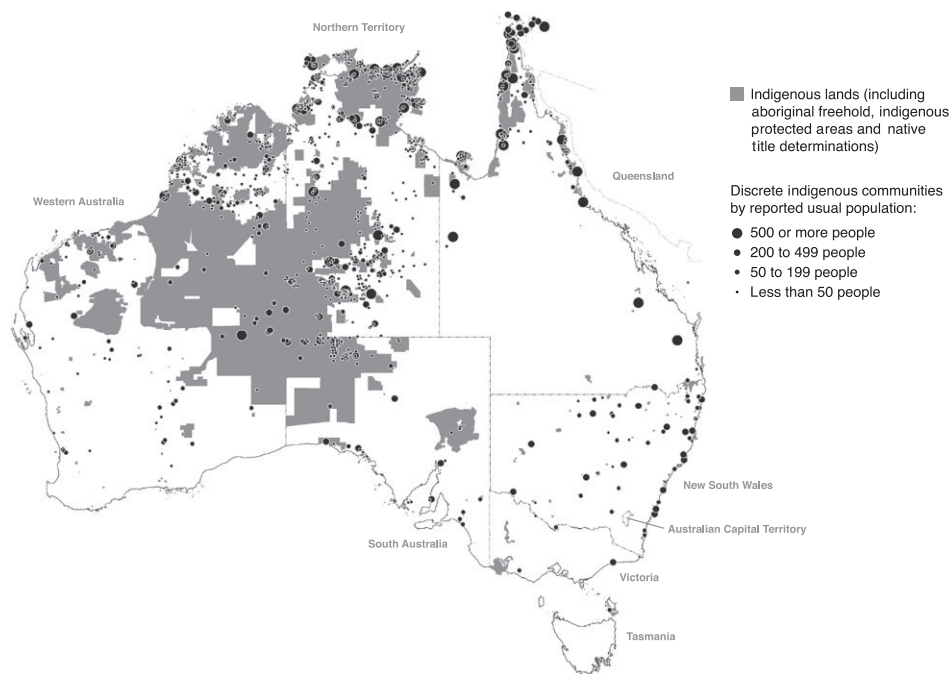 Northern Territory
Indigenous lands (including
aboriginal freehold, indigenous
protected areas and native
title determinations)
Queensland
Western Australia
Discrete indigenous communities
by reported usual population:
500 or more people
200 to 499 people
50 to 199 people
Less than 50 people
New South Wales
Australian Capital Territory
South Australia
Victoria
Tasmania